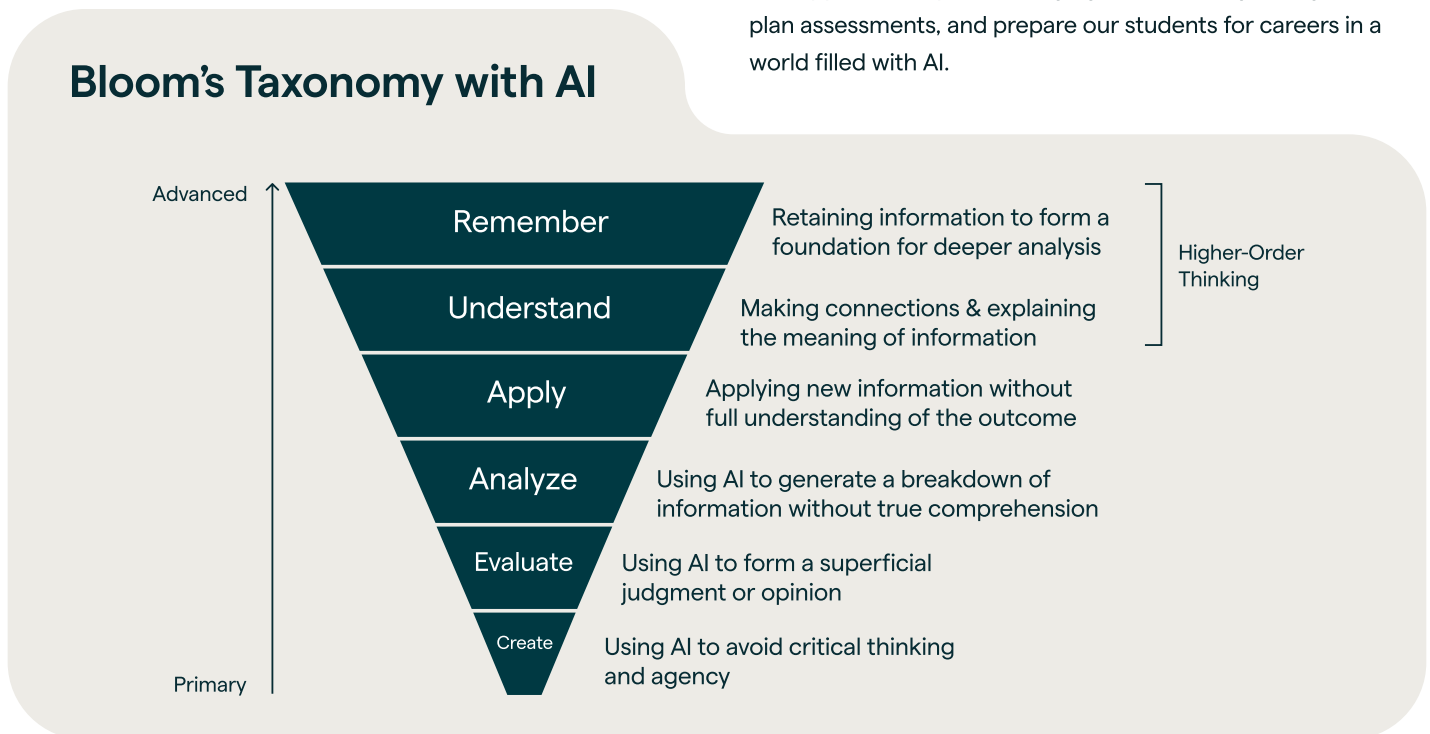 plan assessments, and prepare our students for careers in a
world filled with AI.
Bloom’s Taxonomy with AI
Advanced
Remember
Retaining information to form a
foundation for deeper analysis
Higher-Order
Thinking
Understand
Making connections & explaining
the meaning of information
Apply
Applying new information without
full understanding of the outcome
Analyze
Using AI to generate a breakdown of
information without true comprehension
Evaluate
Using AI to form a superficial
judgment or opinion
Create
Using AI to avoid critical thinking
and agency
Primary